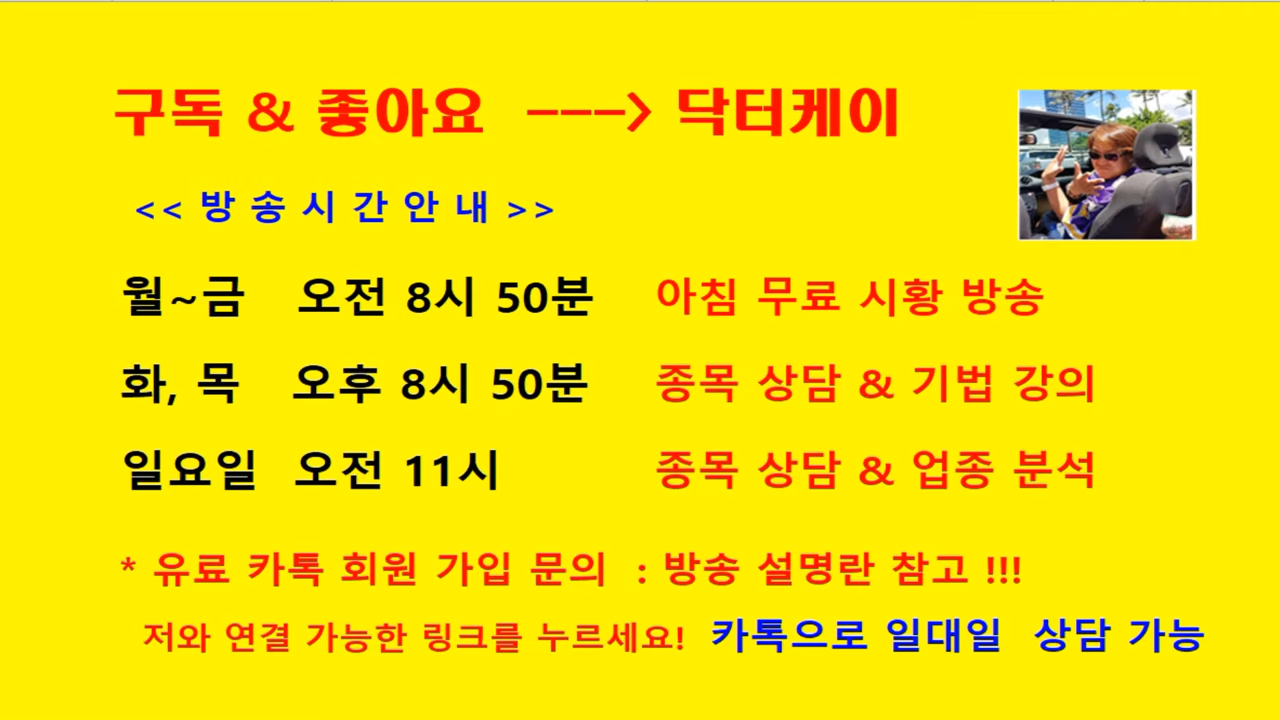 구독 & 좋아요 ---> 닥터케이
<< 방 송 시 간 안 내 >>
월~금 오전 8시 50분 아침 무료 시황 방송
화, 목 오후 8시 50분 종목 상담 & 기법 강의
일요일 오전 11시 종목 상담 & 업종 분석
* 유료 카톡 회원 가입 문의 : 방송 설명란 참고 !!!
저와 연결 가능한 링크를 누르세요! 카톡으로 일대일 상담 가능